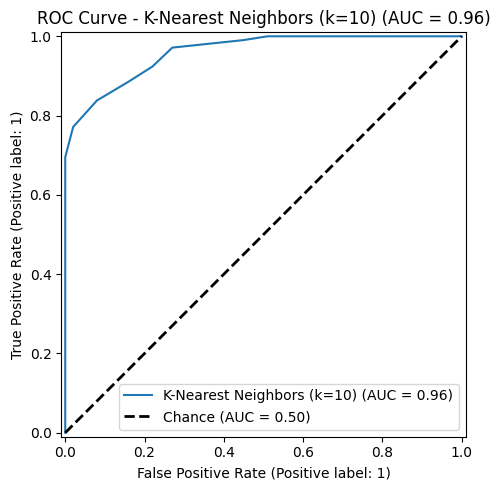 ROC Curve - K-Nearest Neighbors (k=10) (AUC = 0.96)
1.0
0.8
0.6
0.4
0.2
0.0
True Positive Rate (Positive label: 1)
K-Nearest Neighbors (k=10) (AUC = 0.96)
Chance (AUC = 0.50)
0.0 0.2 0.4 0.6 0.8 1.0
False Positive Rate (Positive label: 1)